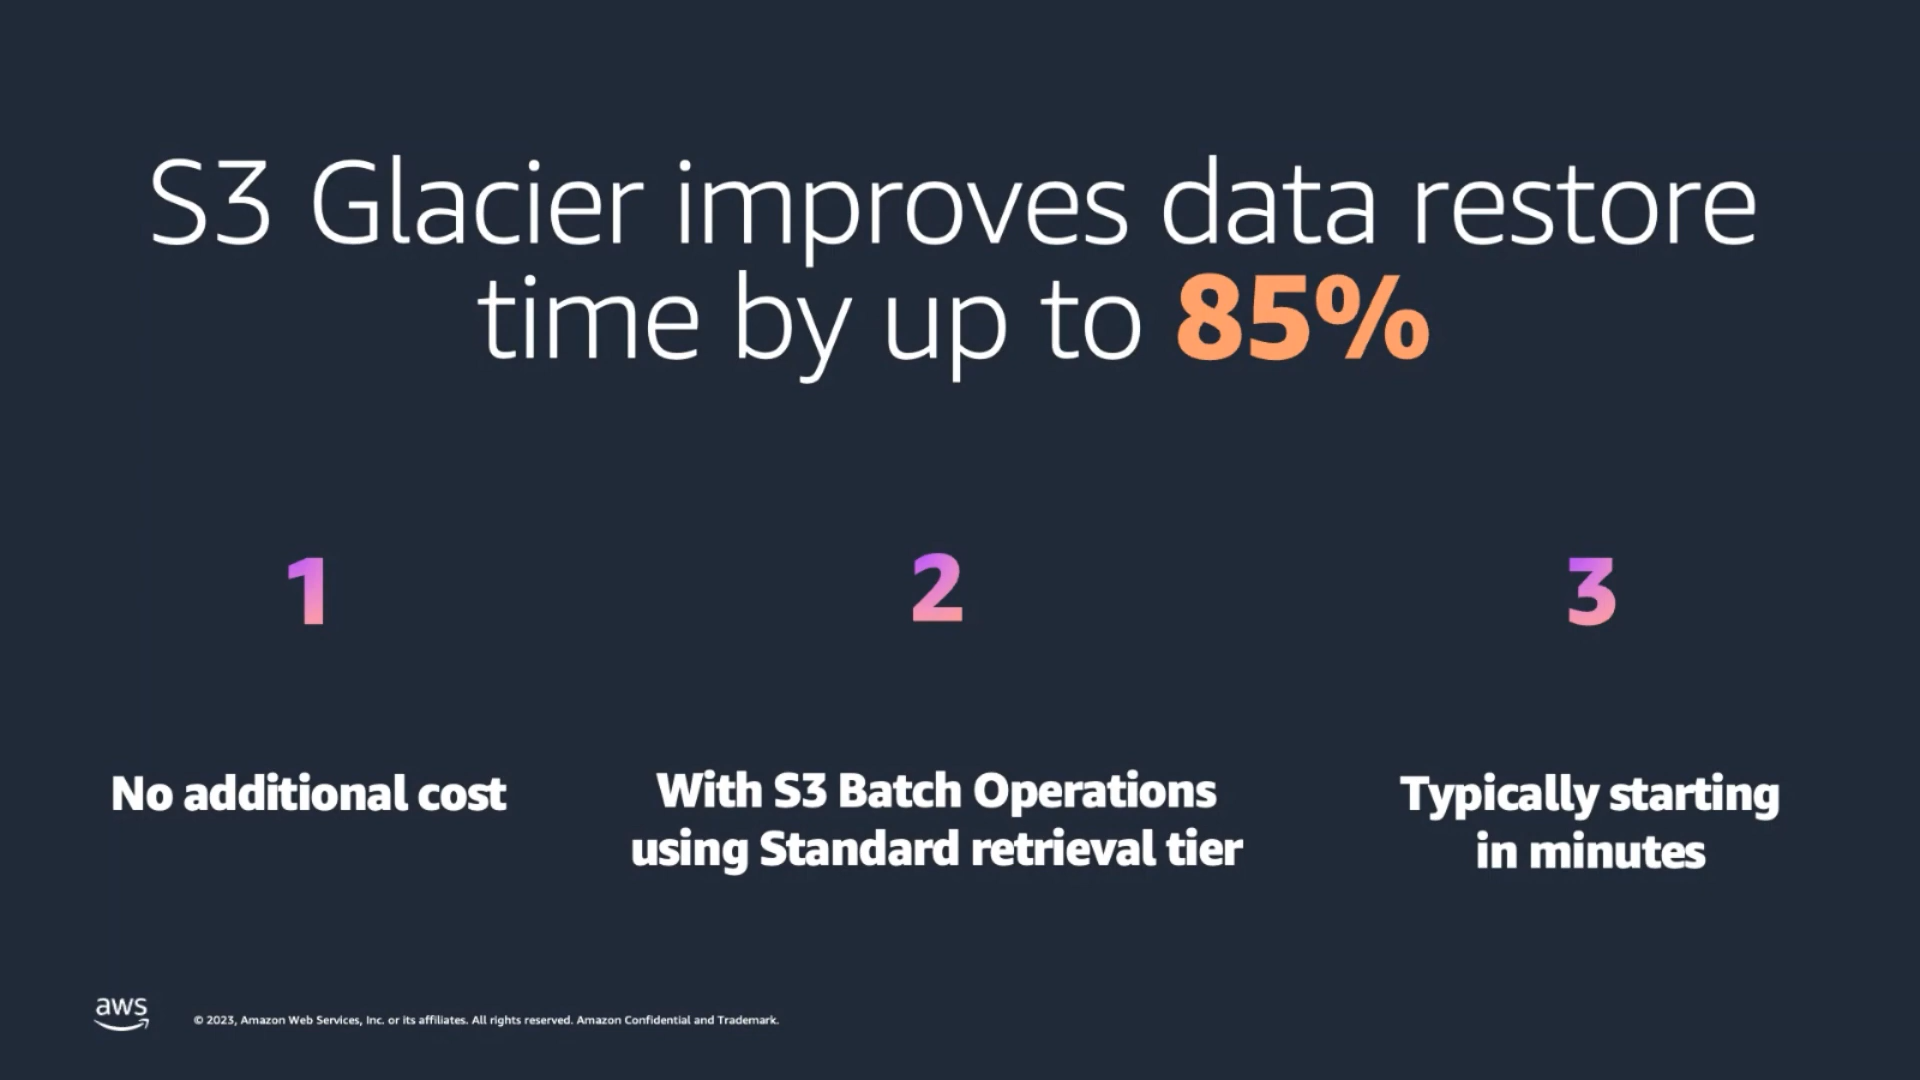 S3 Glacier improves data restore
time by up to 85%
1
No additional cost
2
With S3 Batch Operations
using Standard retrieval tier
3
Typically starting
in minutes
aws
© 2023, Amazon Web Services, Inc. or its affiliates. All rights reserved. Amazon Confidential and Trademark.